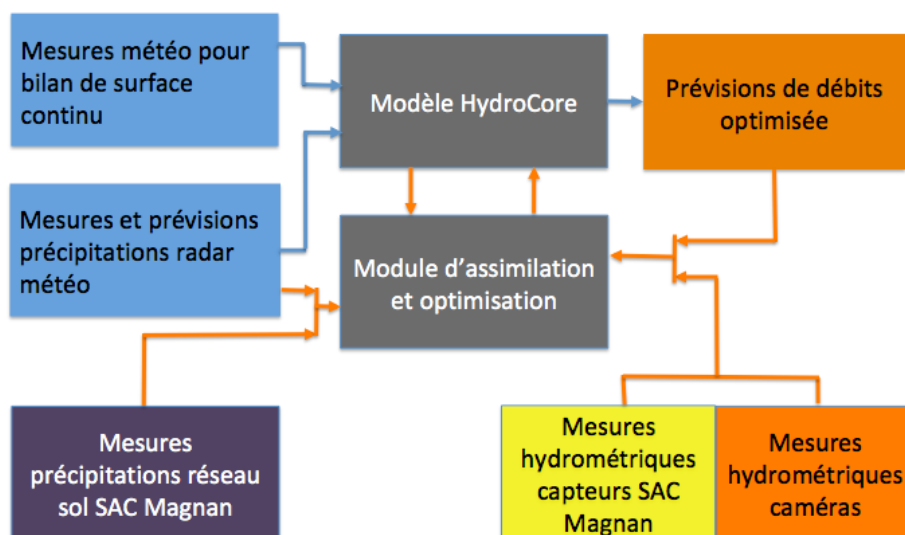 Mesures météo pour
bilan de surface
continu
Modèle HydroCore
Prévisions de débits
optimisée
Mesures et prévisions
précipitations radar
météo
Module d’assimilation
et optimisation
Mesures
précipitations réseau
sol SAC Magnan
Mesures
hydrométriques
capteurs SAC
Magnan
Mesures
hydrométriques
caméras